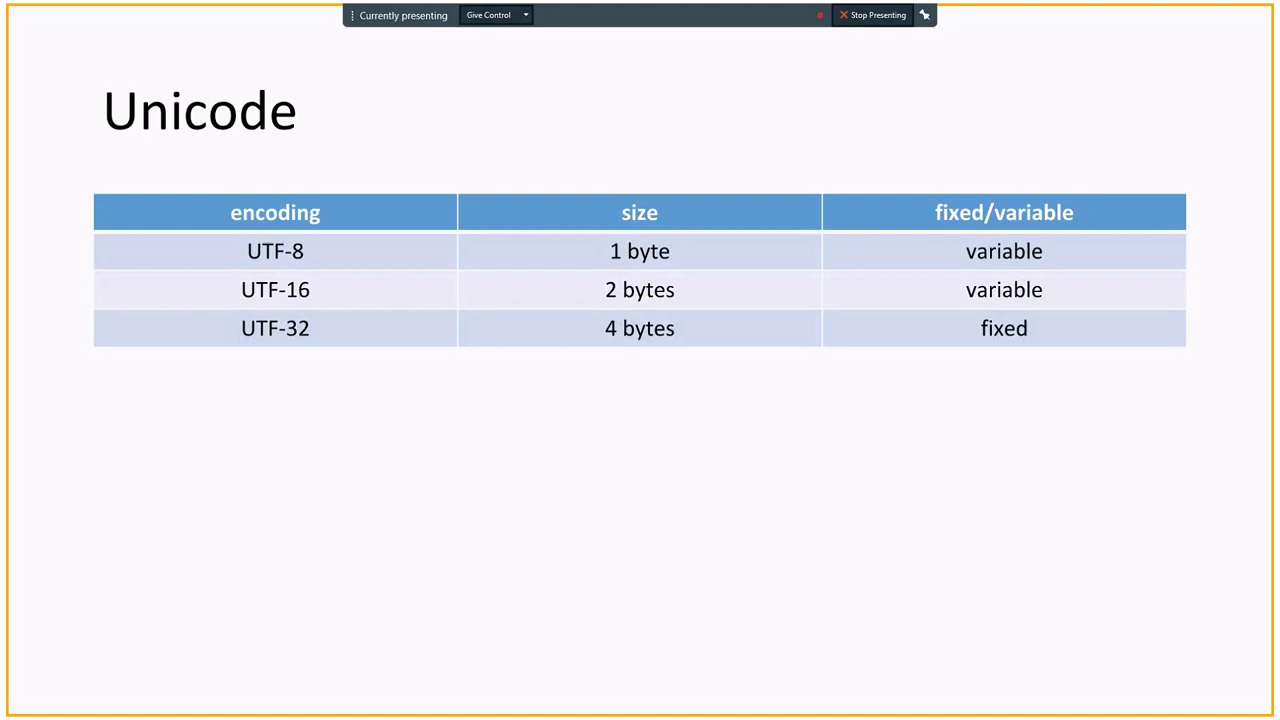 Currently presenting Give Control Stop Presenting
Unicode
encoding size fixed/variable
UTF-8 1 byte variable
UTF-16 2 bytes variable
UTF-32 4 bytes fixed